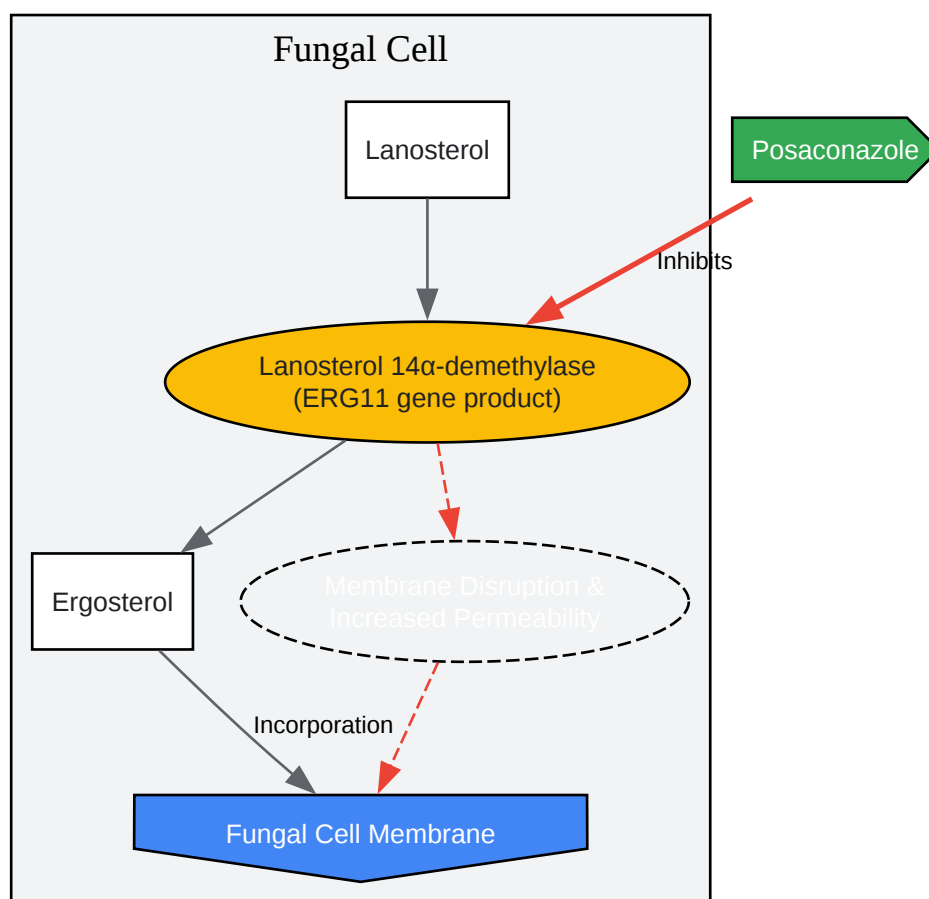 Fungal Cell
Lanosterol
Posaconazole
Inhibits
Lanosterol 14α-demethylase
(ERG11 gene product)
Membrane Disruption &
Increased Permeability
Ergosterol
Incorporation
Fungal Cell Membrane